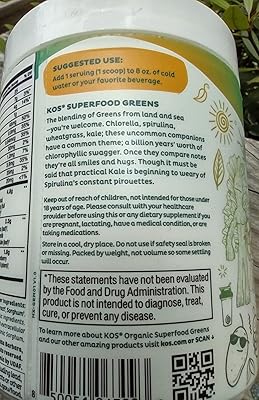 SUGGESTED USE:
Add 1 serving (1 scoop) to 8 oz. of cold
water or your favorite beverage.
KOS® SUPERFOOD GREENS
The blending of Greens from land and sea
—you're welcome. Chlorella, spirulina,
wheatgrass, kale; these uncommon companions
have a common theme; a billion years' worth of
chlorophyllic swagger. Once they compare notes
they're all smiles and hugs. Though it must be
said that practical Kale is beginning to weary of
Spirulina's constant pirouettes.
Keep out of reach of children, not intended for those under
18 years of age. Please consult with your healthcare
provider before using this or any dietary supplement if you
are pregnant, lactating, have a medical condition, or are
taking medications.
Store in a cool, dry place. Do not use if safety seal is broken
or missing. Packed by weight, not volume so some settling
will occur.
*These statements have not been evaluated
by the Food and Drug Administration. This
product is not intended to diagnose, treat,
cure, or prevent any disease.
To learn more about KOS® Organic Superfood Greens
and our other amazing products visit kos.com or SCAN